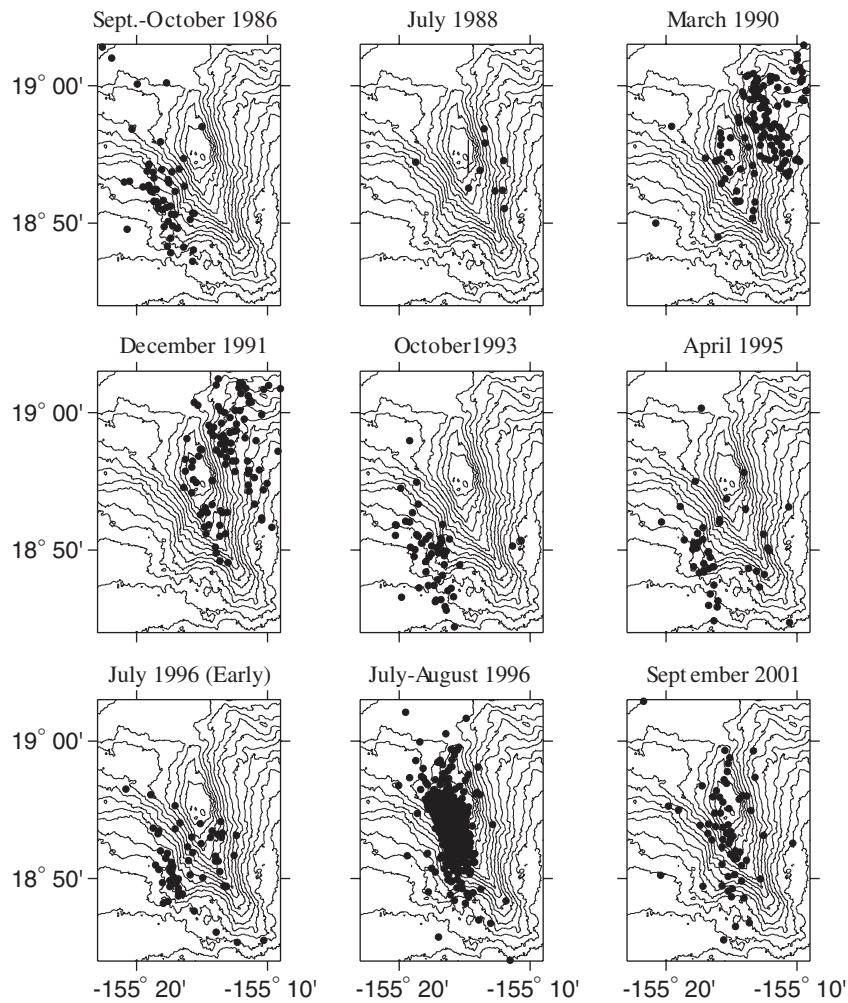 Sept.-October 1986
July 1988
March 1990
19° 00'
18° 50'
December 1991
October1993
April 1995
19° 00'
18° 50'
July 1996 (Early)
July-August 1996
September 2001
19° 00'
18° 50'
-155° 20' -155° 10'
-155° 20' -155° 10'
-155° 20' -155° 10'